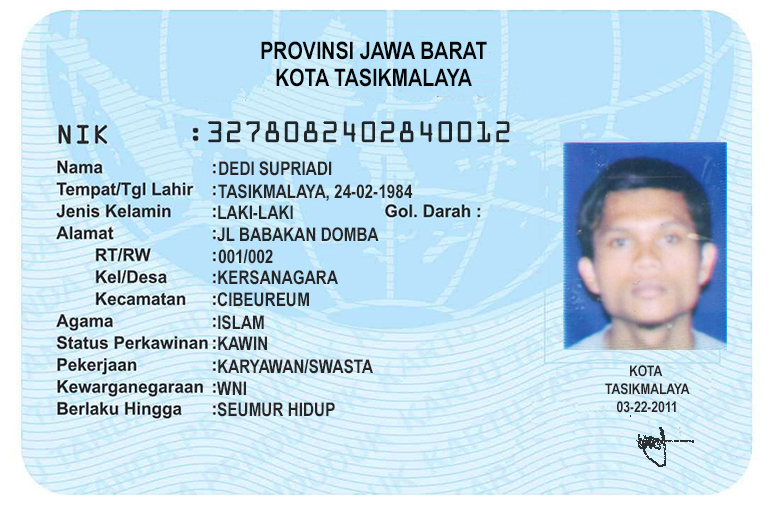 PROVINSI JAWA BARAT
KOTA TASIKMALAYA
NIK :3278082402840012
Nama :DEDI SUPRIADI
Tempat/Tgl Lahir :TASIKMALAYA, 24-02-1984
Jenis Kelamin :LAKI-LAKI Gol. Darah :
Alamat :JL BABAKAN DOMBA
RT/RW :001/002
Kel/Desa :KERSANAGARA
Kecamatan :CIBEUREUM
Agama :ISLAM
Status Perkawinan :KAWIN
Pekerjaan :KARYAWAN/SWASTA
Kewarganegaraan :WNI
Berlaku Hingga :SEUMUR HIDUP
KOTA
TASIKMALAYA
03-22-2011